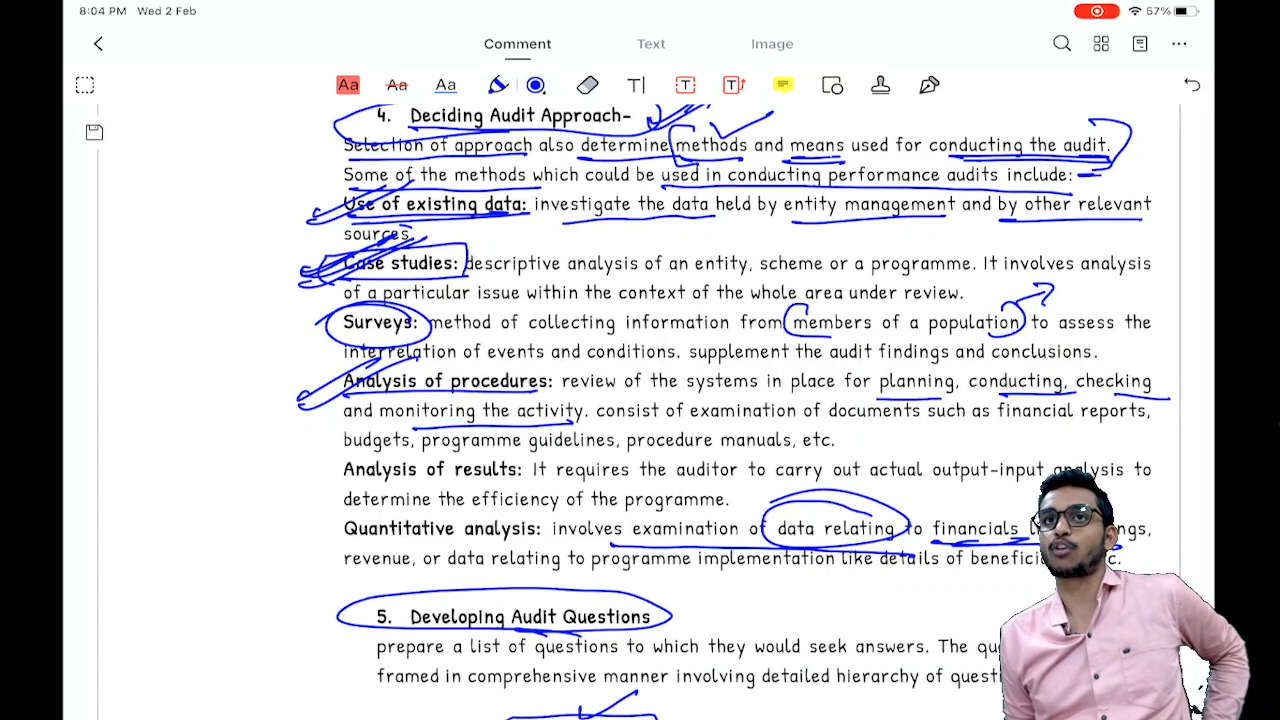 8:04 PM Wed 2 Feb
57%
Comment Text Image
Aa Aa Aa T T T
4. Deciding Audit Approach-
Selection of approach also determine methods and means used for conducting the audit.
Some of the methods which could be used in conducting performance audits include:
Use of existing data: investigate the data held by entity management and by other relevant
sources.
Case studies: descriptive analysis of an entity, scheme or a programme. It involves analysis
of a particular issue within the context of the whole area under review.
Surveys: method of collecting information from members of a population to assess the
interrelation of events and conditions. supplement the audit findings and conclusions.
Analysis of procedures: review of the systems in place for planning, conducting, checking
and monitoring the activity. consist of examination of documents such as financial reports,
budgets, programme guidelines, procedure manuals, etc.
Analysis of results: It requires the auditor to carry out actual output-input analysis to
determine the efficiency of the programme.
Quantitative analysis: involves examination of data relating to financials
revenue, or data relating to programme implementation like details of
5. Developing Audit Questions
prepare a list of questions to which they would seek answers. The
framed in comprehensive manner involving detailed hierarchy of